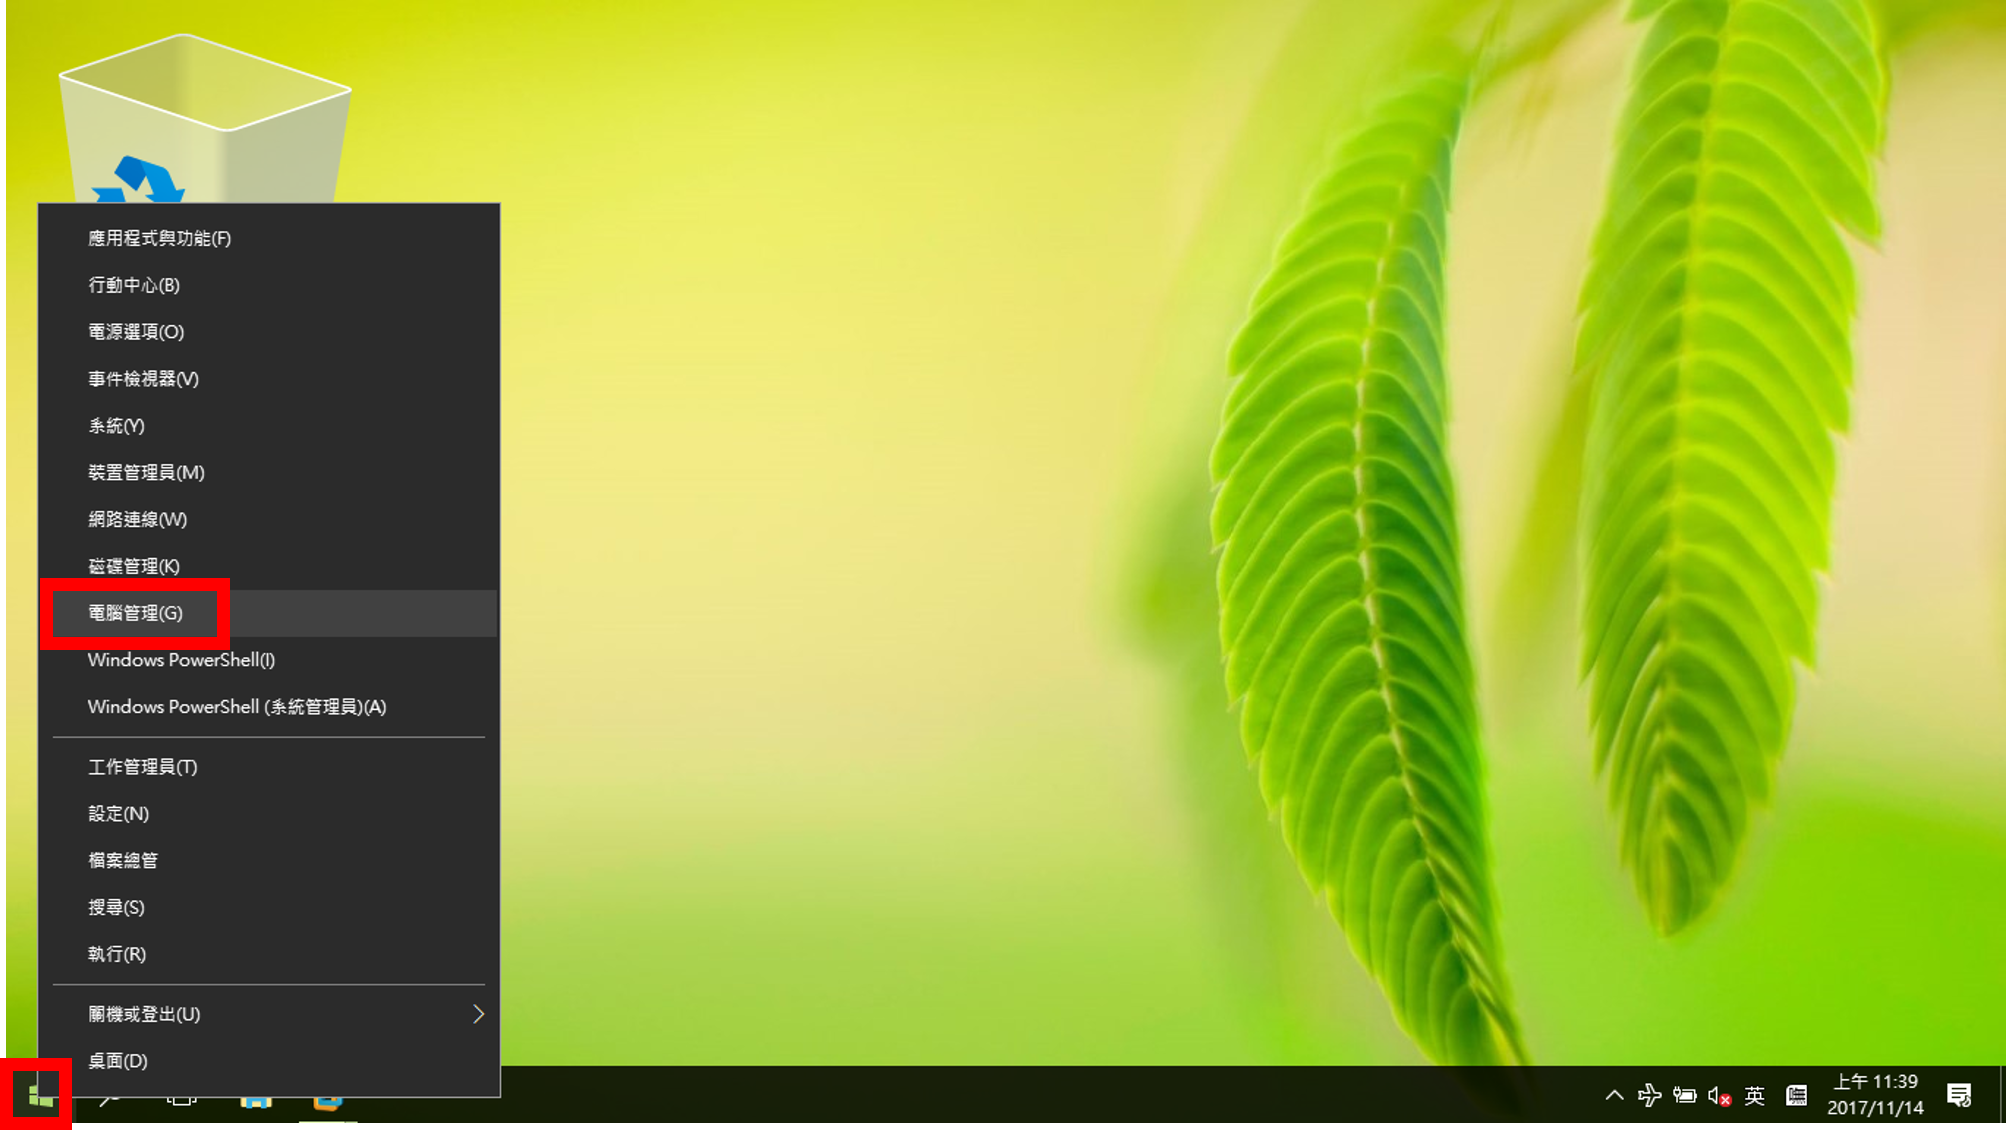 應用程式與功能(F)
行動中心(B)
電源選項(O)
事件檢視器(V)
系統(Y)
裝置管理員(M)
網路連線(W)
磁碟管理(K)
電腦管理(G)
Windows PowerShell(I)
Windows PowerShell (系統管理員)(A)
工作管理員(T)
設定(N)
檔案總管
搜尋(S)
執行(R)
關機或登出(U)
桌面(D)
英
上午 11:39
2017/11/14